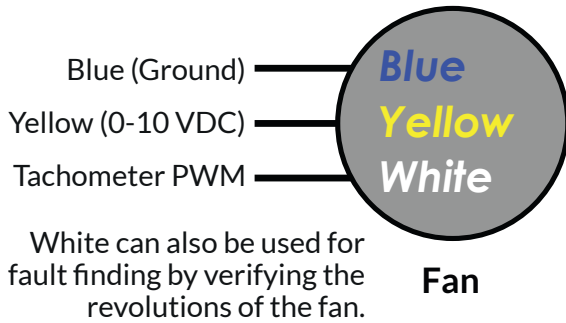 Blue (Ground)
Blue
Yellow (0-10 VDC)
Yellow
Tachometer PWM
White
White can also be used for
fault finding by verifying the
revolutions of the fan.
Fan